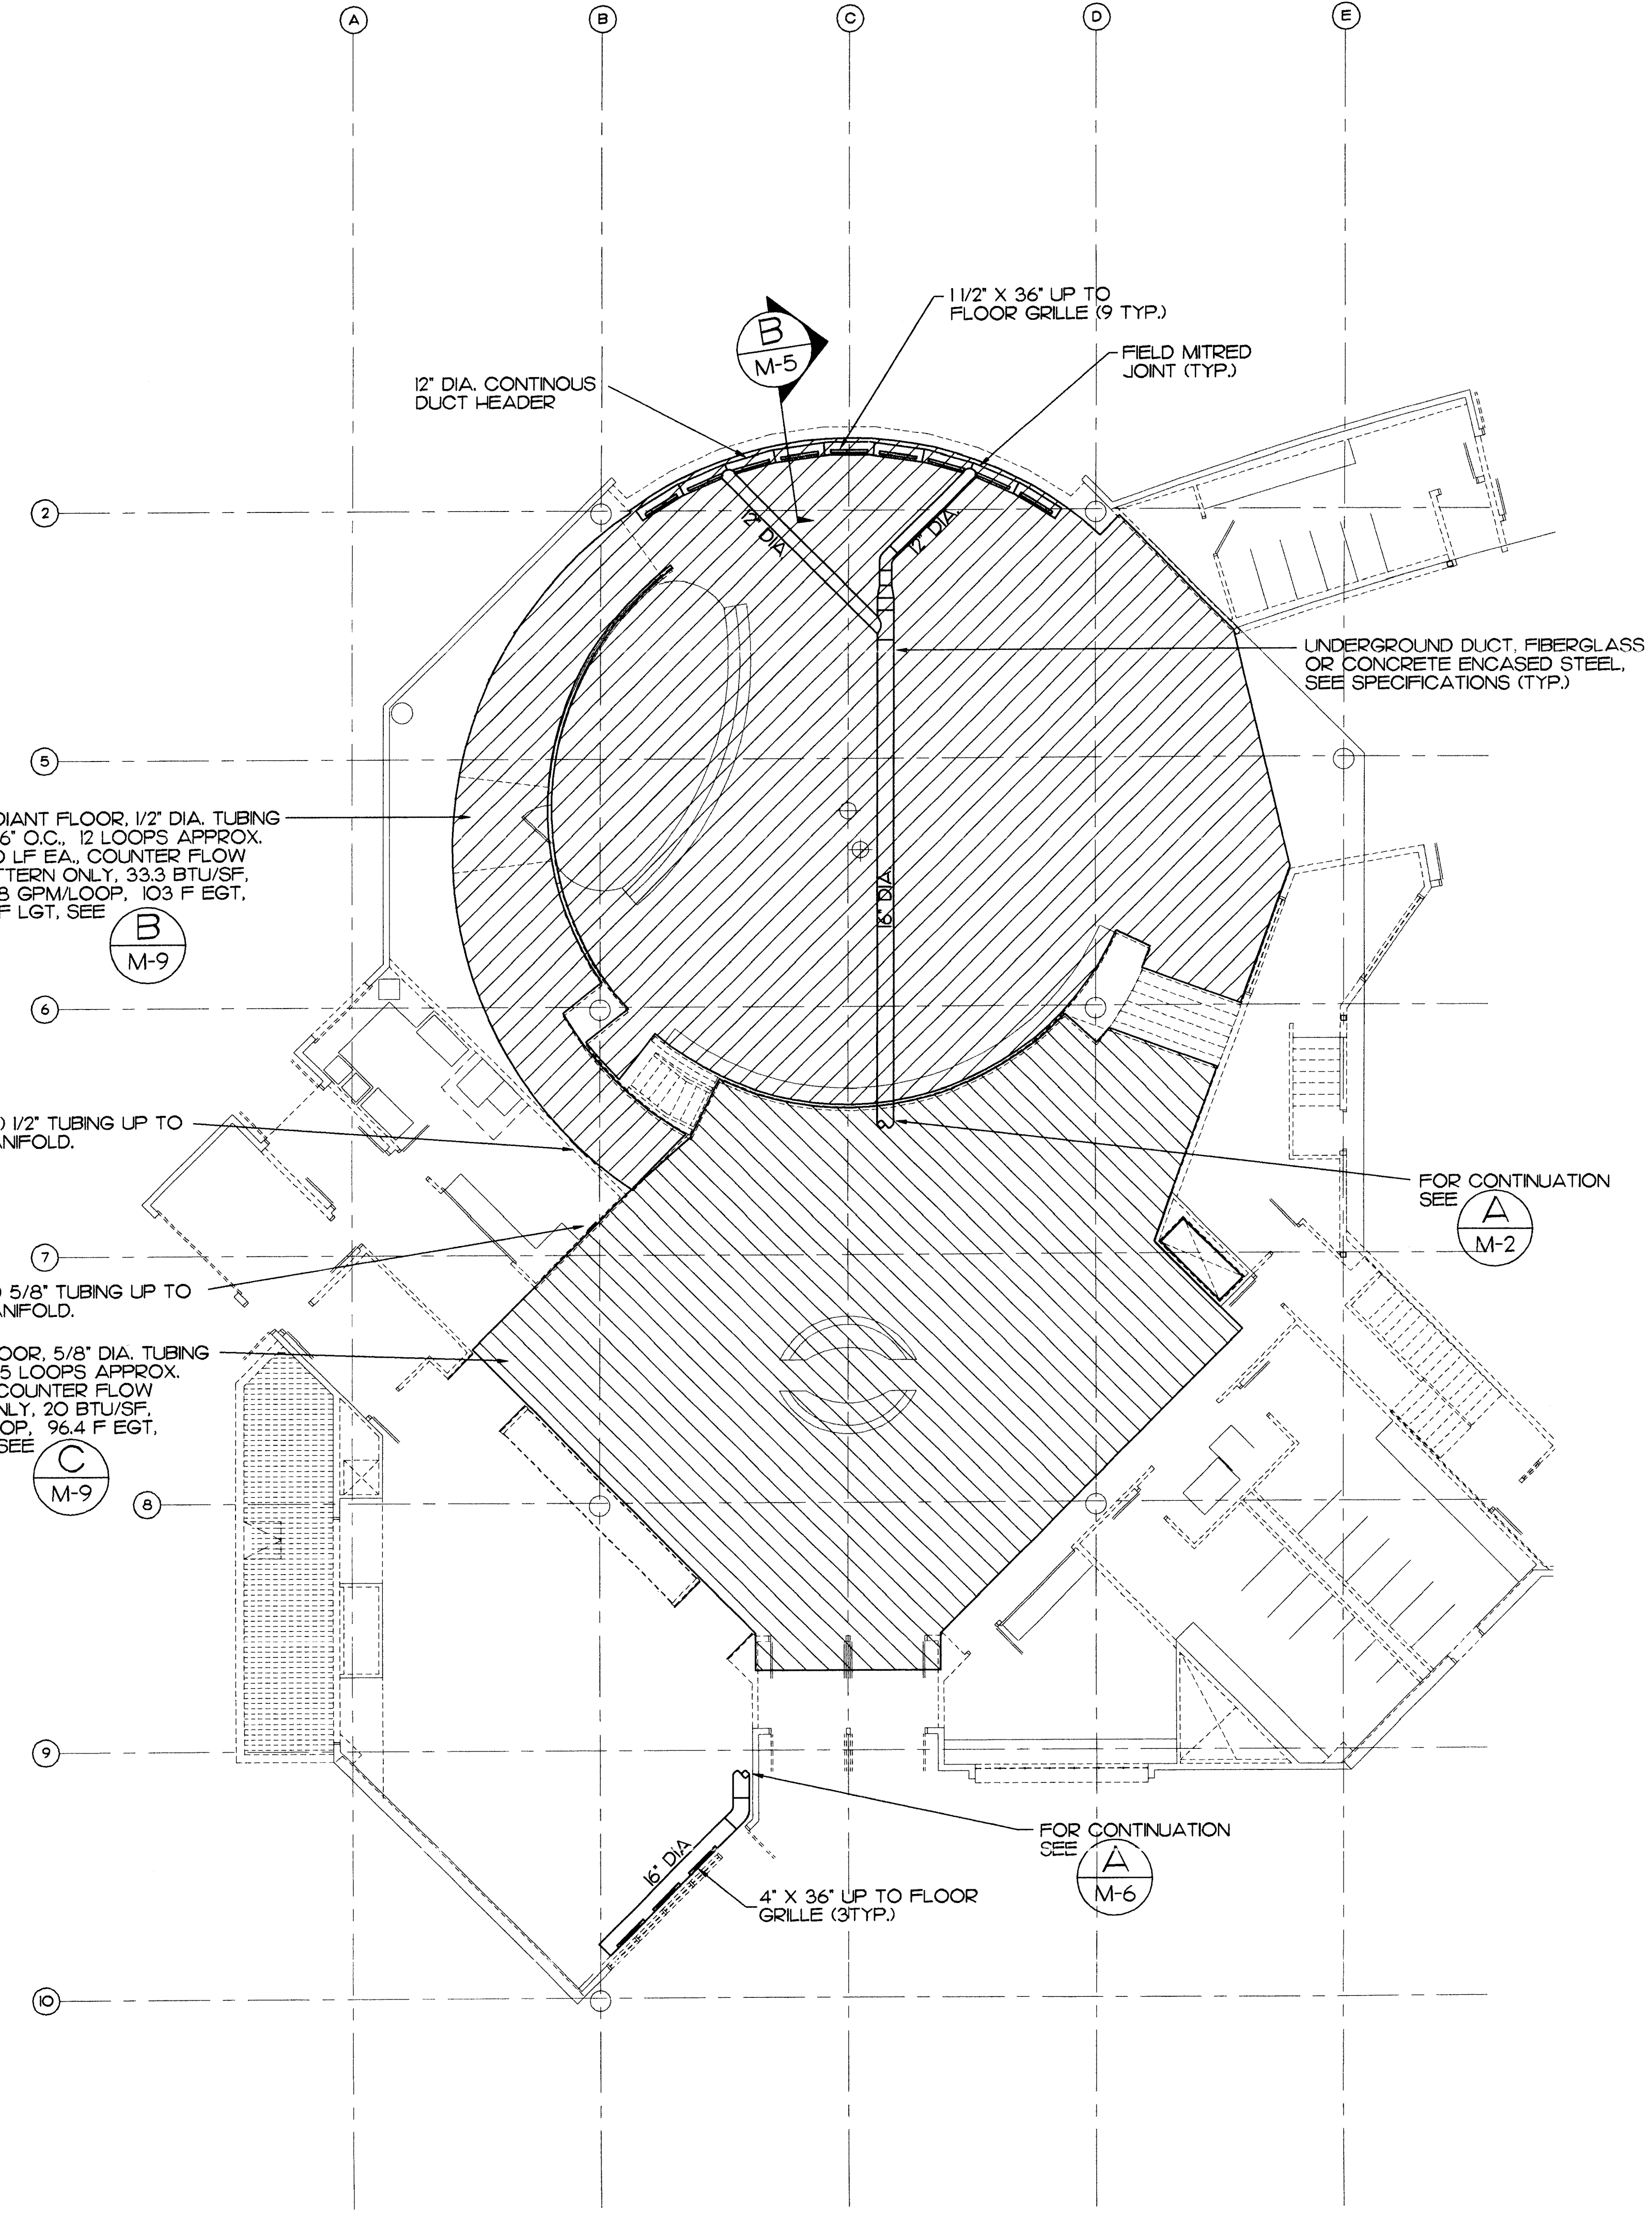 A
B
C
D
E
1 1/2" X 36" UP TO
FLOOR GRILLE (9 TYP.)
B
M-5
FIELD MITRED
JOINT (TYP.)
12" DIA. CONTINOUS
DUCT HEADER
2
12" DIA
12" DIA
UNDERGROUND DUCT, FIBERGLASS
OR CONCRETE ENCASED STEEL,
SEE SPECIFICATIONS (TYP.)
5
DIANT FLOOR, 1/2" DIA. TUBING
6" O.C., 12 LOOPS APPROX.
LF EA., COUNTER FLOW
TTERN ONLY, 33.3 BTU/SF,
8 GPM/LOOP, 103 F EGT,
F LGT, SEE
B
M-9
16" DIA
6
) 1/2" TUBING UP TO
ANIFOLD.
FOR CONTINUATION
SEE
A
M-2
7
5/8" TUBING UP TO
ANIFOLD.
OOR, 5/8" DIA. TUBING
5 LOOPS APPROX.
COUNTER FLOW
NLY, 20 BTU/SF,
OOP, 96.4 F EGT,
SEE
C
M-9
8
9
FOR CONTINUATION
SEE
A
M-6
16" DIA
4" X 36" UP TO FLOOR
GRILLE (3TYP.)
10